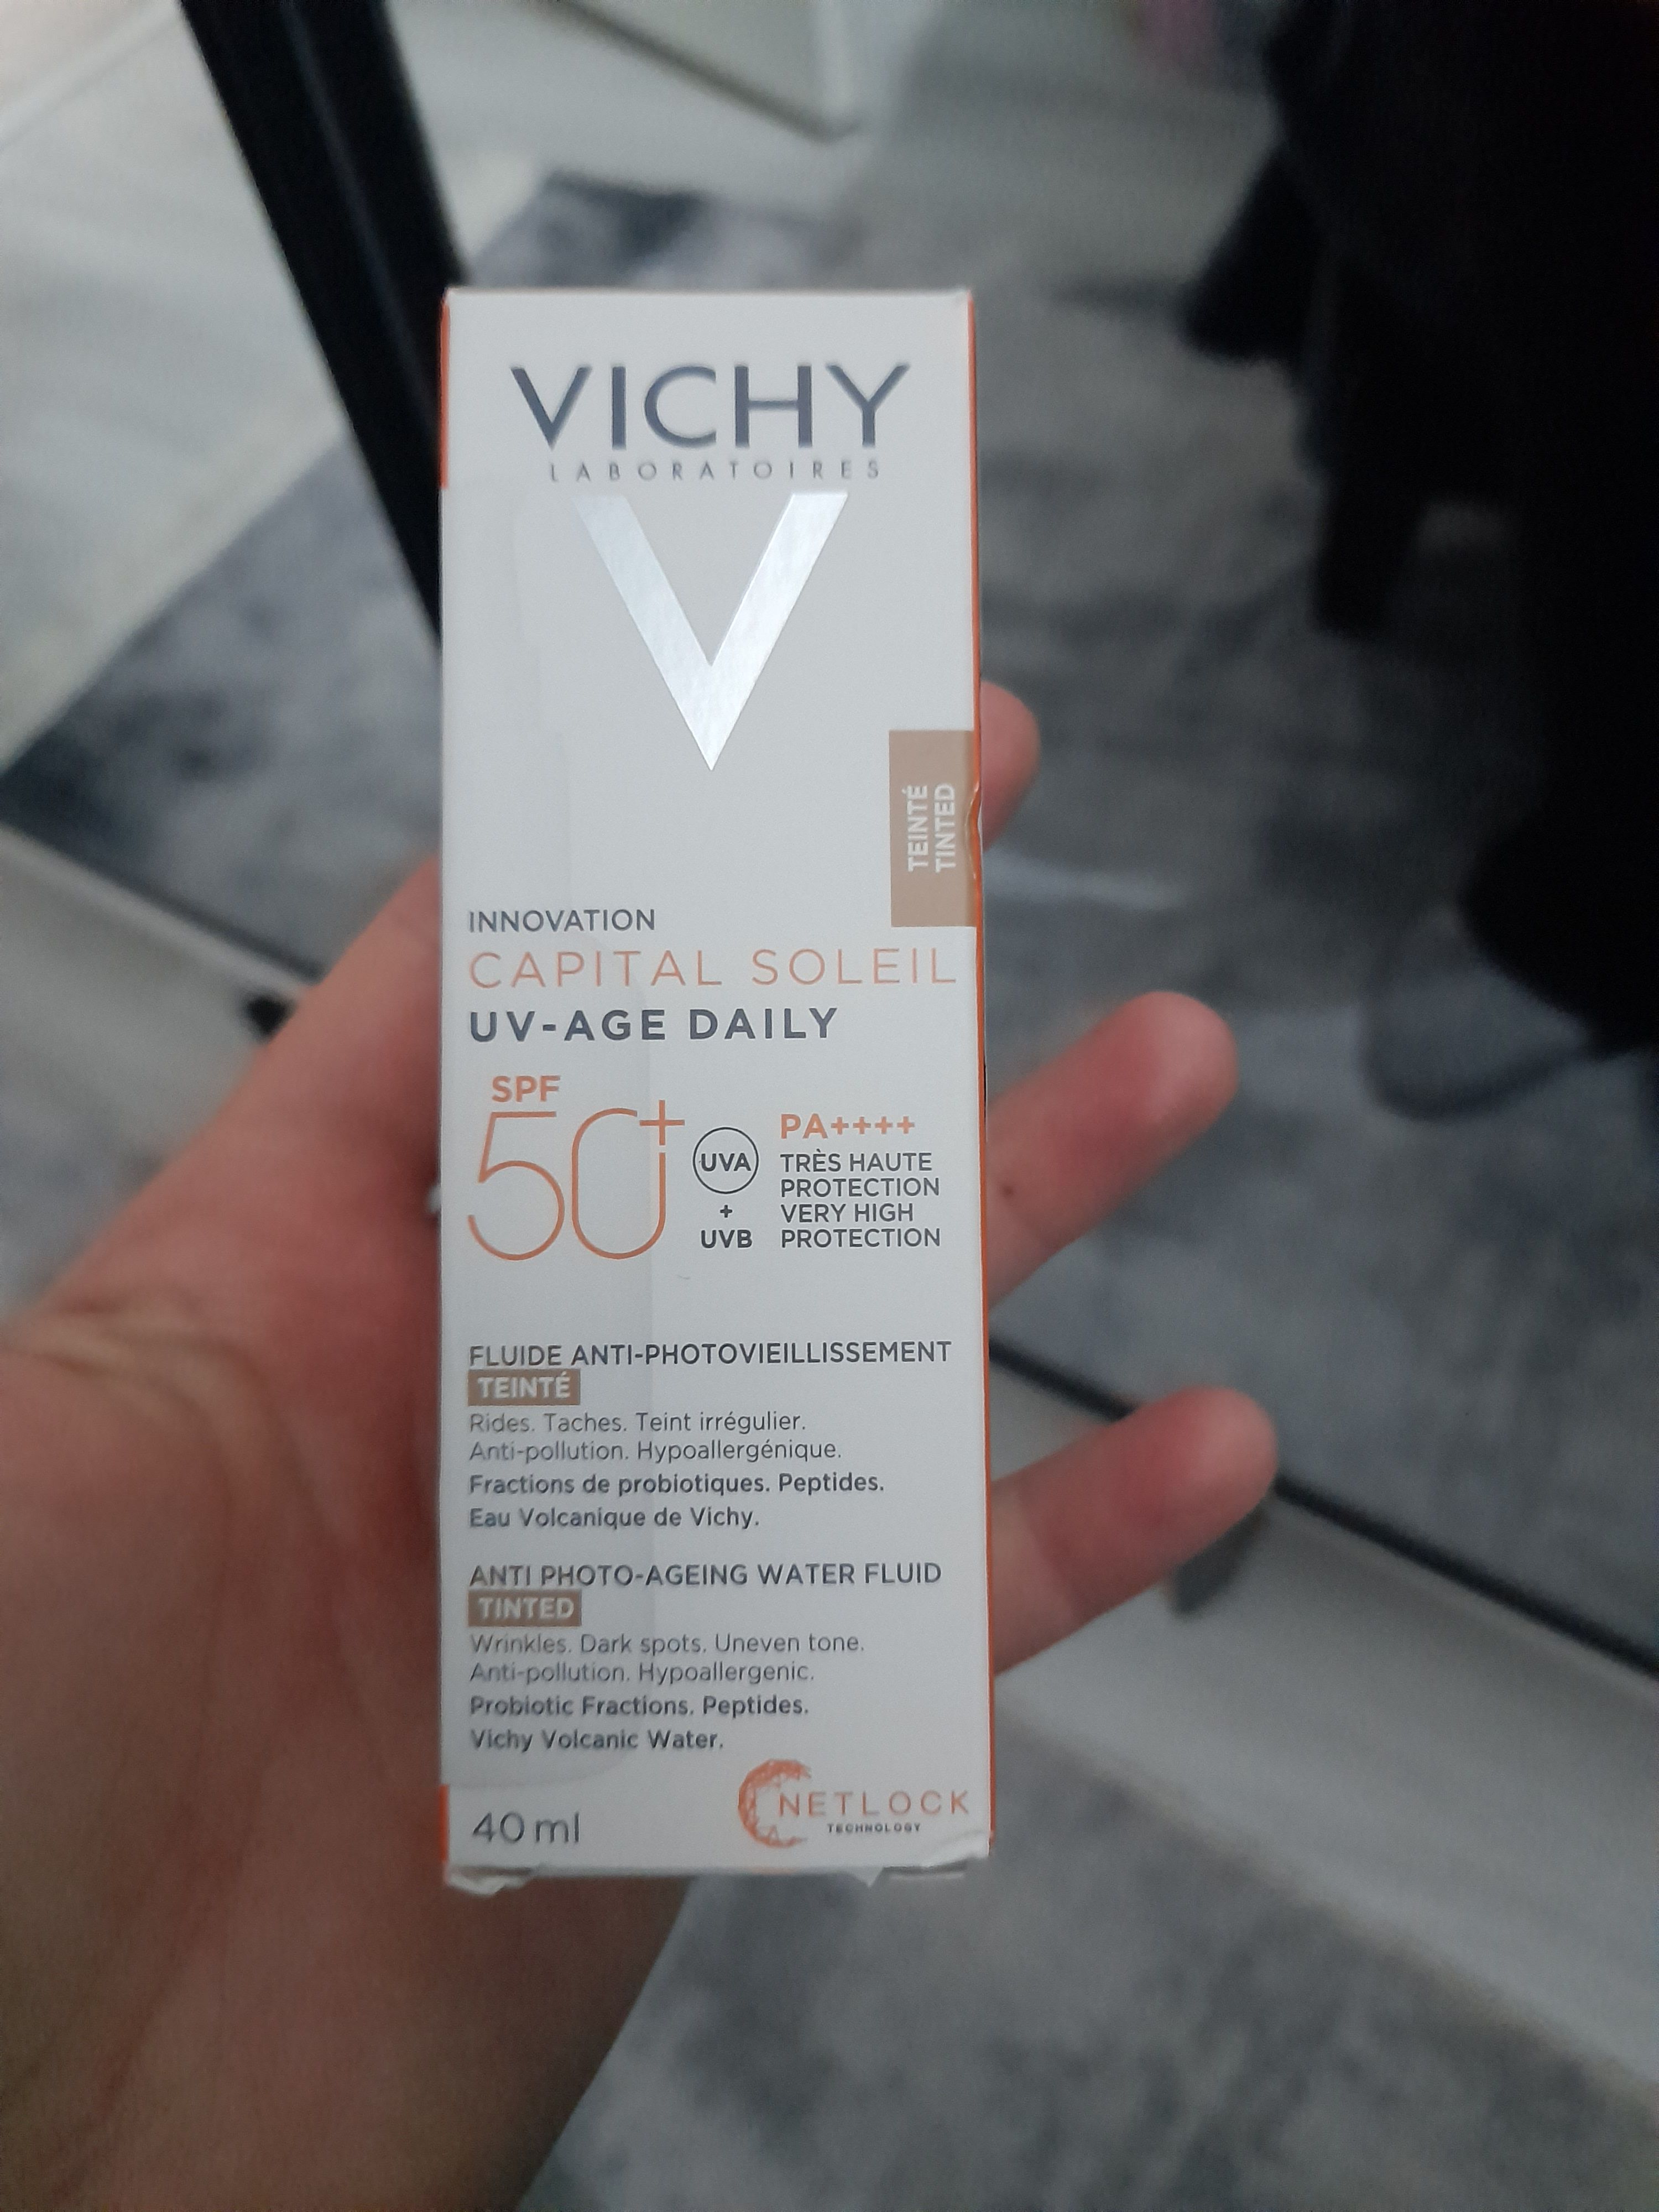 VICHY
LABORATOIRES
V
TEINTÉ
TINTED
INNOVATION
CAPITAL SOLEIL
UV-AGE DAILY
SPF
50+
UVA
+
UVB
PA++++
TRÈS HAUTE
PROTECTION
VERY HIGH
PROTECTION
FLUIDE ANTI-PHOTOVIEILLISSEMENT
TEINTÉ
Rides. Taches. Teint irrégulier.
Anti-pollution. Hypoallergénique.
Fractions de probiotiques. Peptides.
Eau Volcanique de Vichy.
ANTI PHOTO-AGEING WATER FLUID
TINTED
Wrinkles. Dark spots. Uneven tone.
Anti-pollution. Hypoallergenic.
Probiotic Fractions. Peptides.
Vichy Volcanic Water.
40 ml
NETLOCK
TECHNOLOGY